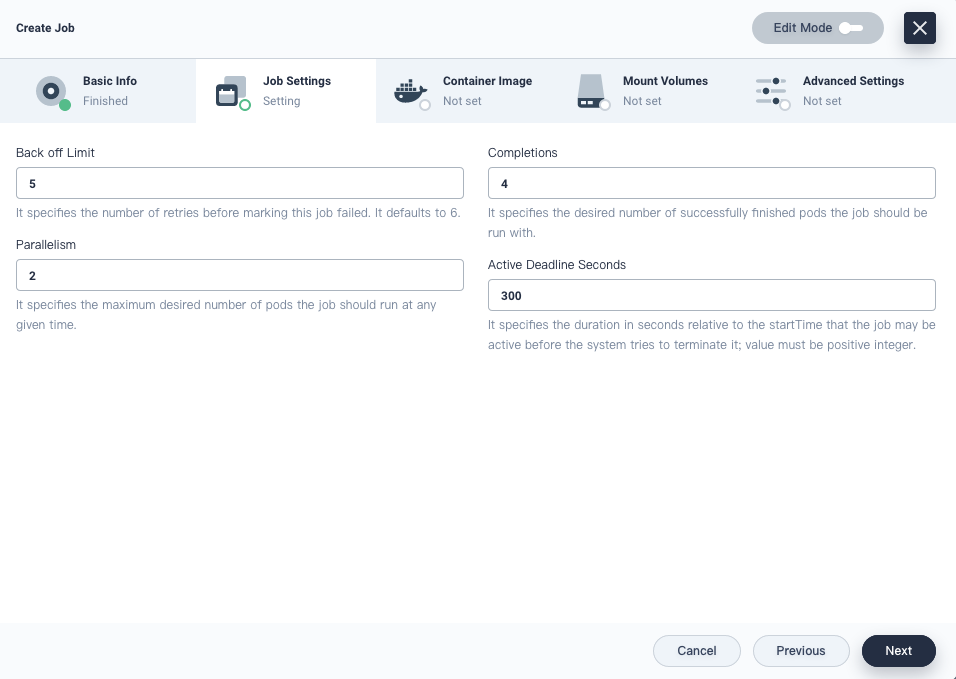 Create Job
Edit Mode
Basic Info
Finished
Job Settings
Setting
Container Image
Not set
Mount Volumes
Not set
Advanced Settings
Not set
Back off Limit
5
It specifies the number of retries before marking this job failed. It defaults to 6.
Parallelism
2
It specifies the maximum desired number of pods the job should run at any
given time.
Completions
4
It specifies the desired number of successfully finished pods the job should be
run with.
Active Deadline Seconds
300
It specifies the duration in seconds relative to the startTime that the job may be
active before the system tries to terminate it; value must be positive integer.
Cancel
Previous
Next